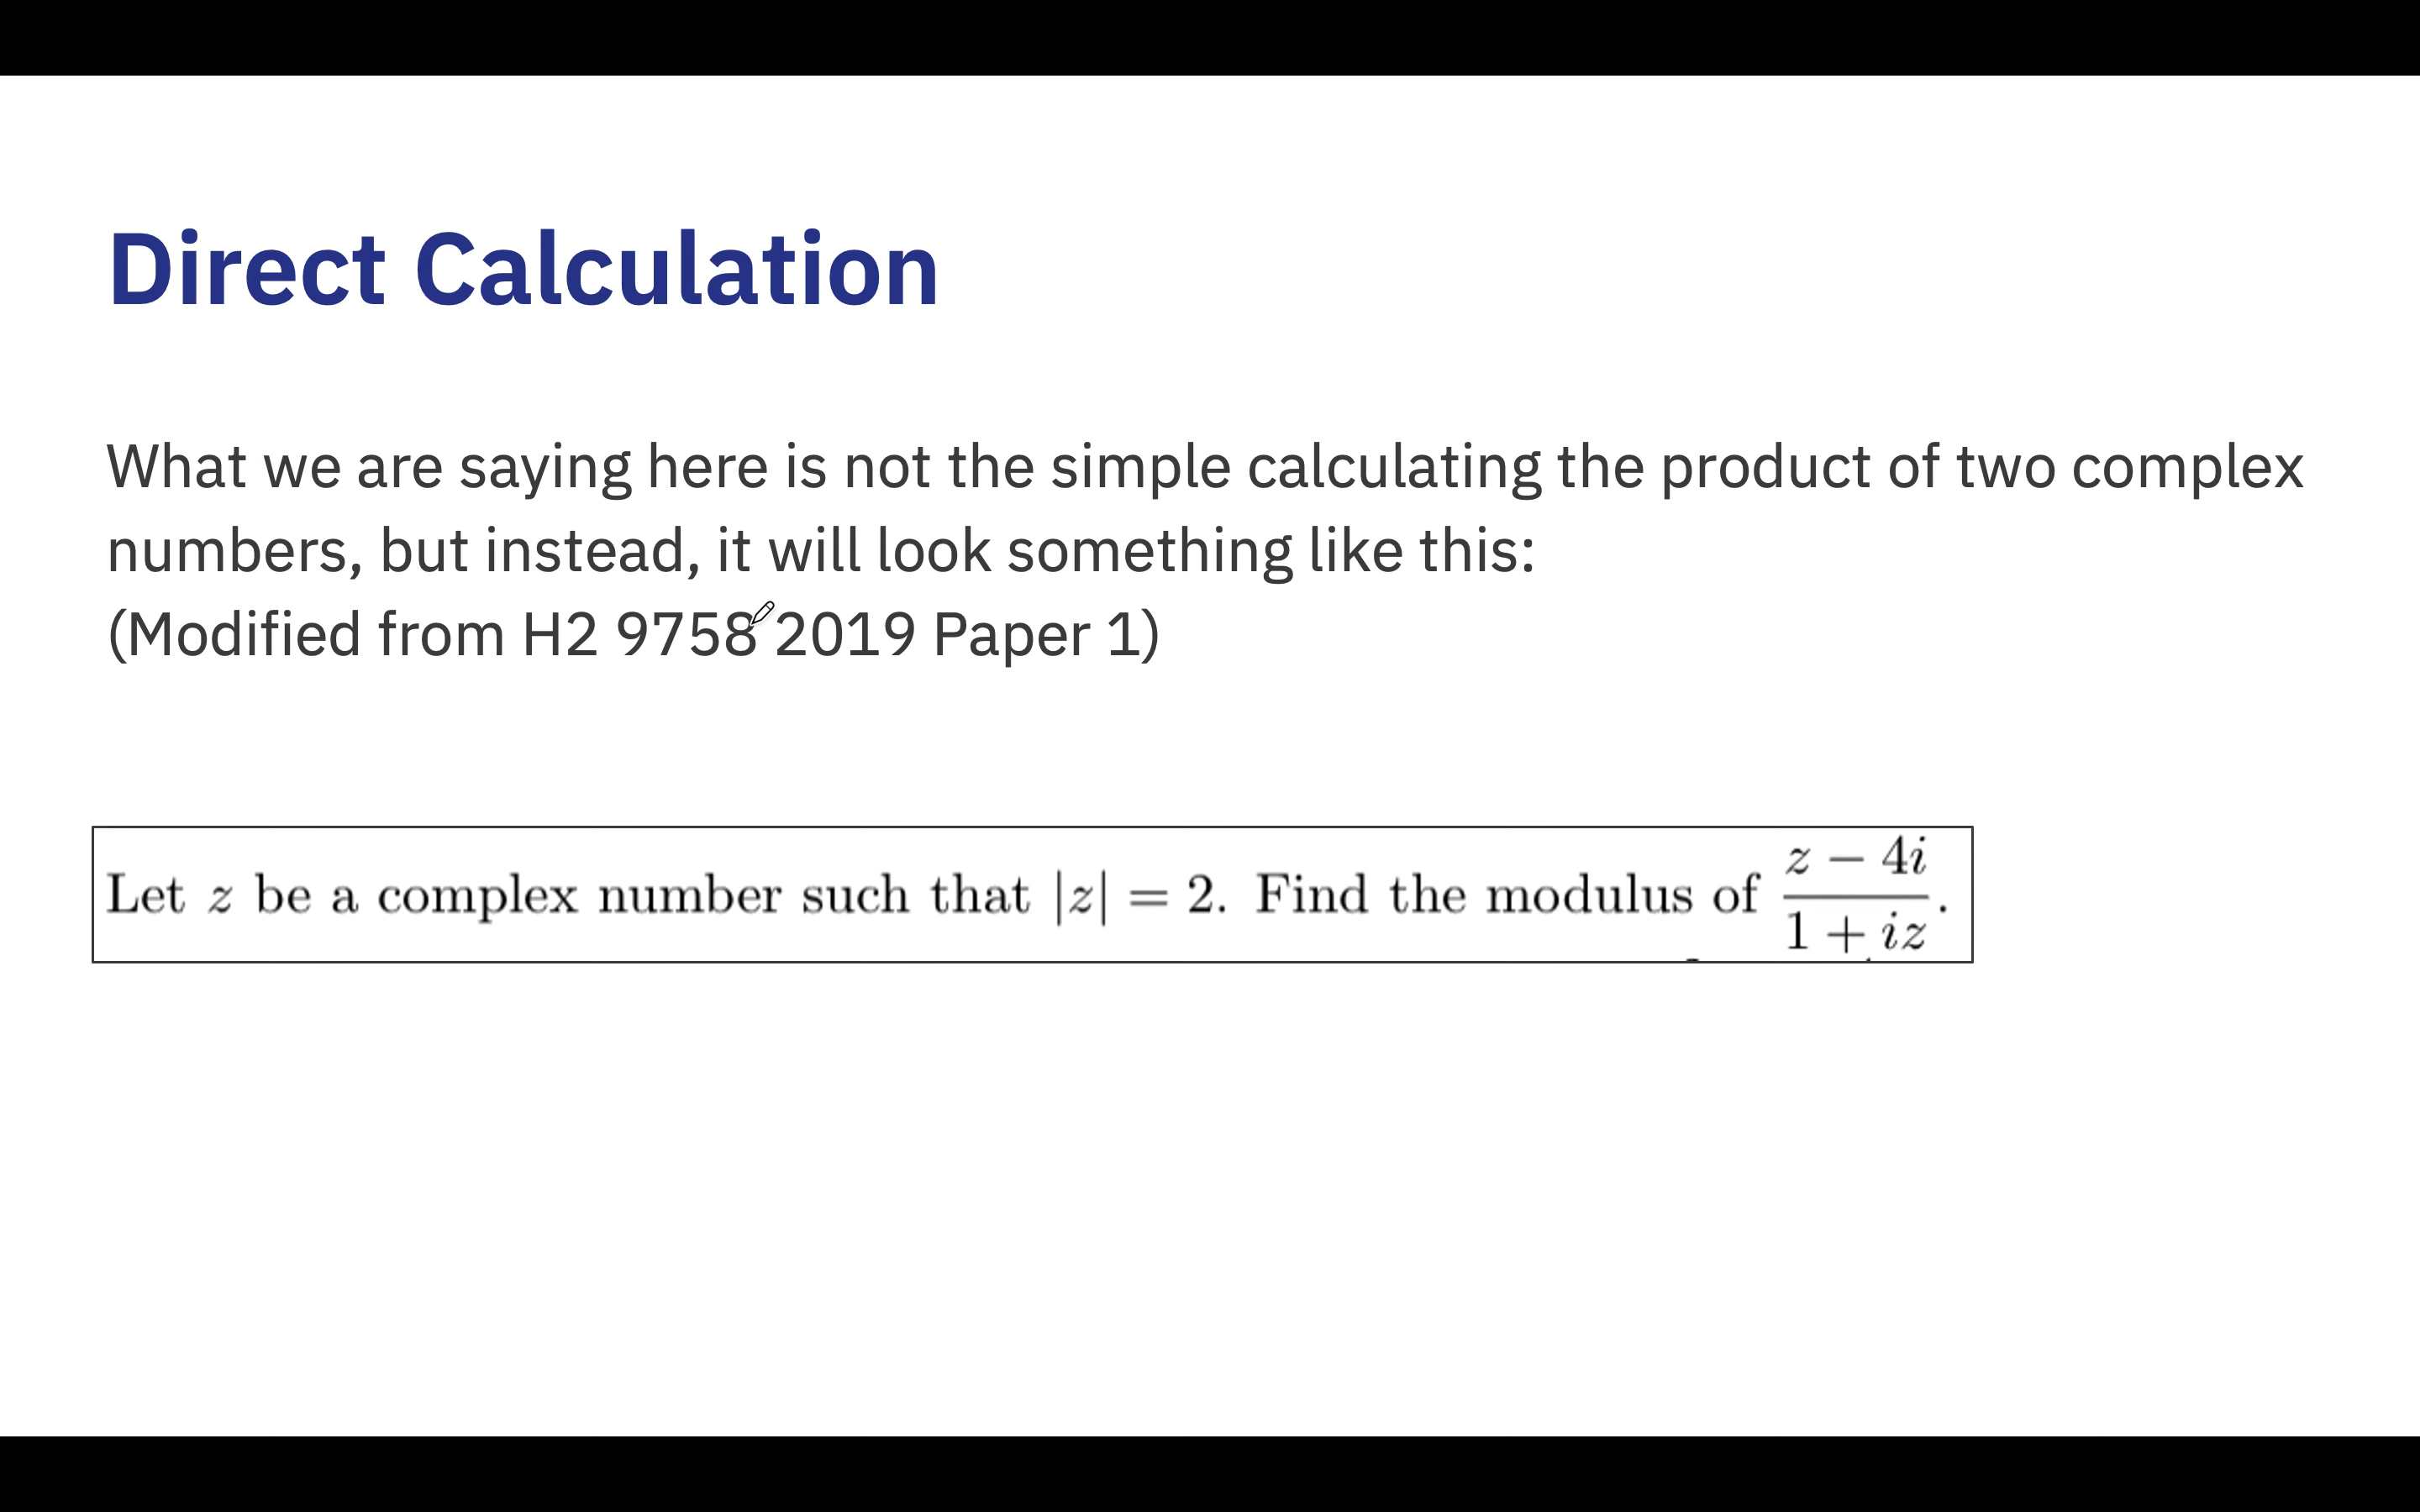 Direct Calculation
What we are saying here is not the simple calculating the product of two complex
numbers, but instead, it will look something like this:
(Modified from H2 9758 2019 Paper 1)
Let z be a complex number such that |z| = 2. Find the modulus of \frac{z - 4i}{1 + iz}.